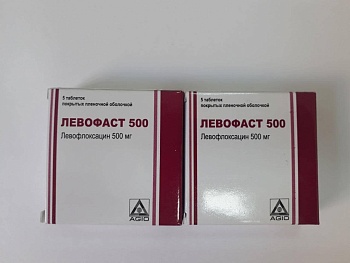 5 таблеток
покрытых пленочной оболочкой
ЛЕВОФАСТ 500
Левофлоксацин 500 мг
AGIO
5 таблеток
покрытых пленочной оболочкой
ЛЕВОФАСТ 500
Левофлоксацин 500 мг
AGIO